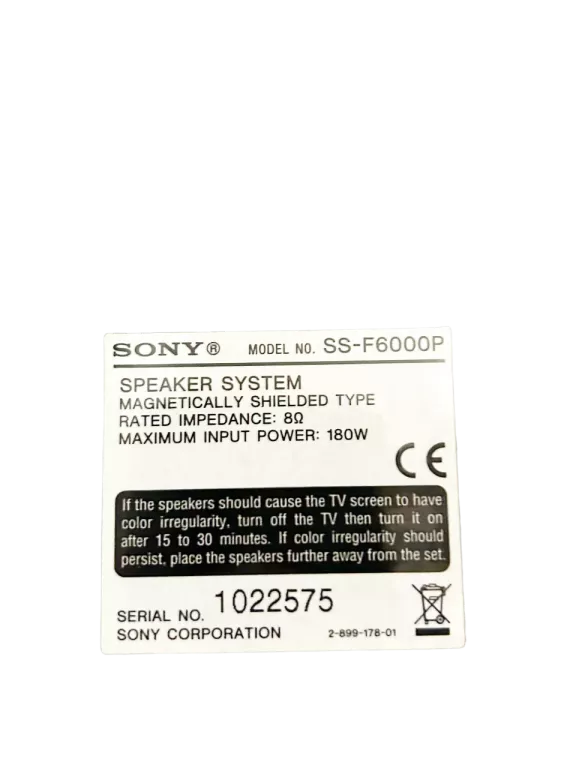 SONY® MODEL NO. SS-F6000P
SPEAKER SYSTEM
MAGNETICALLY SHIELDED TYPE
RATED IMPEDANCE: 8Ω
MAXIMUM INPUT POWER: 180W
CE
If the speakers should cause the TV screen to have
color irregularity, turn off the TV then turn it on
after 15 to 30 minutes. If color irregularity should
persist, place the speakers further away from the set.
SERIAL NO. 1022575
SONY CORPORATION 2-899-178-01